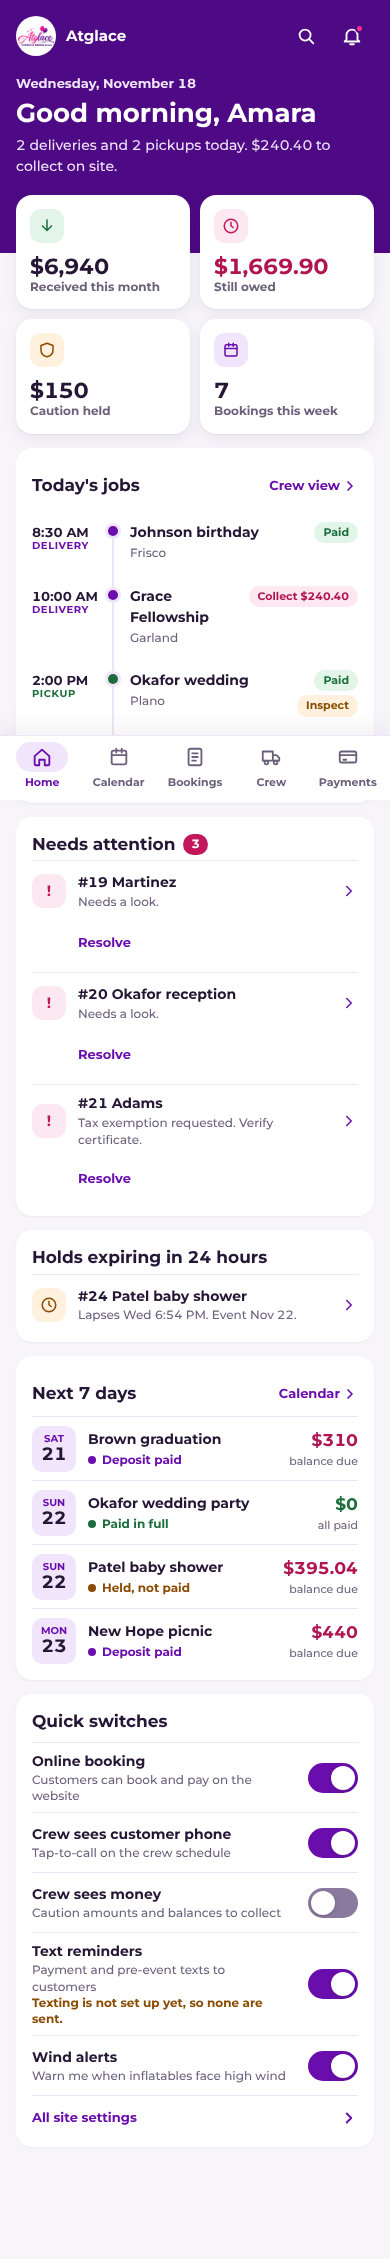 Atglace
Atglace
Wednesday, November 18
Good morning, Amara
2 deliveries and 2 pickups today. $240.40 to
collect on site.
$6,940
Received this month
$1,669.90
Still owed
$150
Caution held
7
Bookings this week
Today's jobs
Crew view
8:30 AM
DELIVERY
Johnson birthday
Frisco
Paid
10:00 AM
DELIVERY
Grace
Fellowship
Garland
Collect $240.40
2:00 PM
PICKUP
Okafor wedding
Plano
Paid
Inspect
Home
Calendar
Bookings
Crew
Payments
Needs attention 3
!
#19 Martinez
Needs a look.
Resolve
!
#20 Okafor reception
Needs a look.
Resolve
!
#21 Adams
Tax exemption requested. Verify
certificate.
Resolve
Holds expiring in 24 hours
#24 Patel baby shower
Lapses Wed 6:54 PM. Event Nov 22.
Next 7 days
Calendar
SAT
21
Brown graduation
Deposit paid
$310
balance due
SUN
22
Okafor wedding party
Paid in full
$0
all paid
SUN
22
Patel baby shower
Held, not paid
$395.04
balance due
MON
23
New Hope picnic
Deposit paid
$440
balance due
Quick switches
Online booking
Customers can book and pay on the
website
Crew sees customer phone
Tap-to-call on the crew schedule
Crew sees money
Caution amounts and balances to collect
Text reminders
Payment and pre-event texts to
customers
Texting is not set up yet, so none are
sent.
Wind alerts
Warn me when inflatables face high wind
All site settings